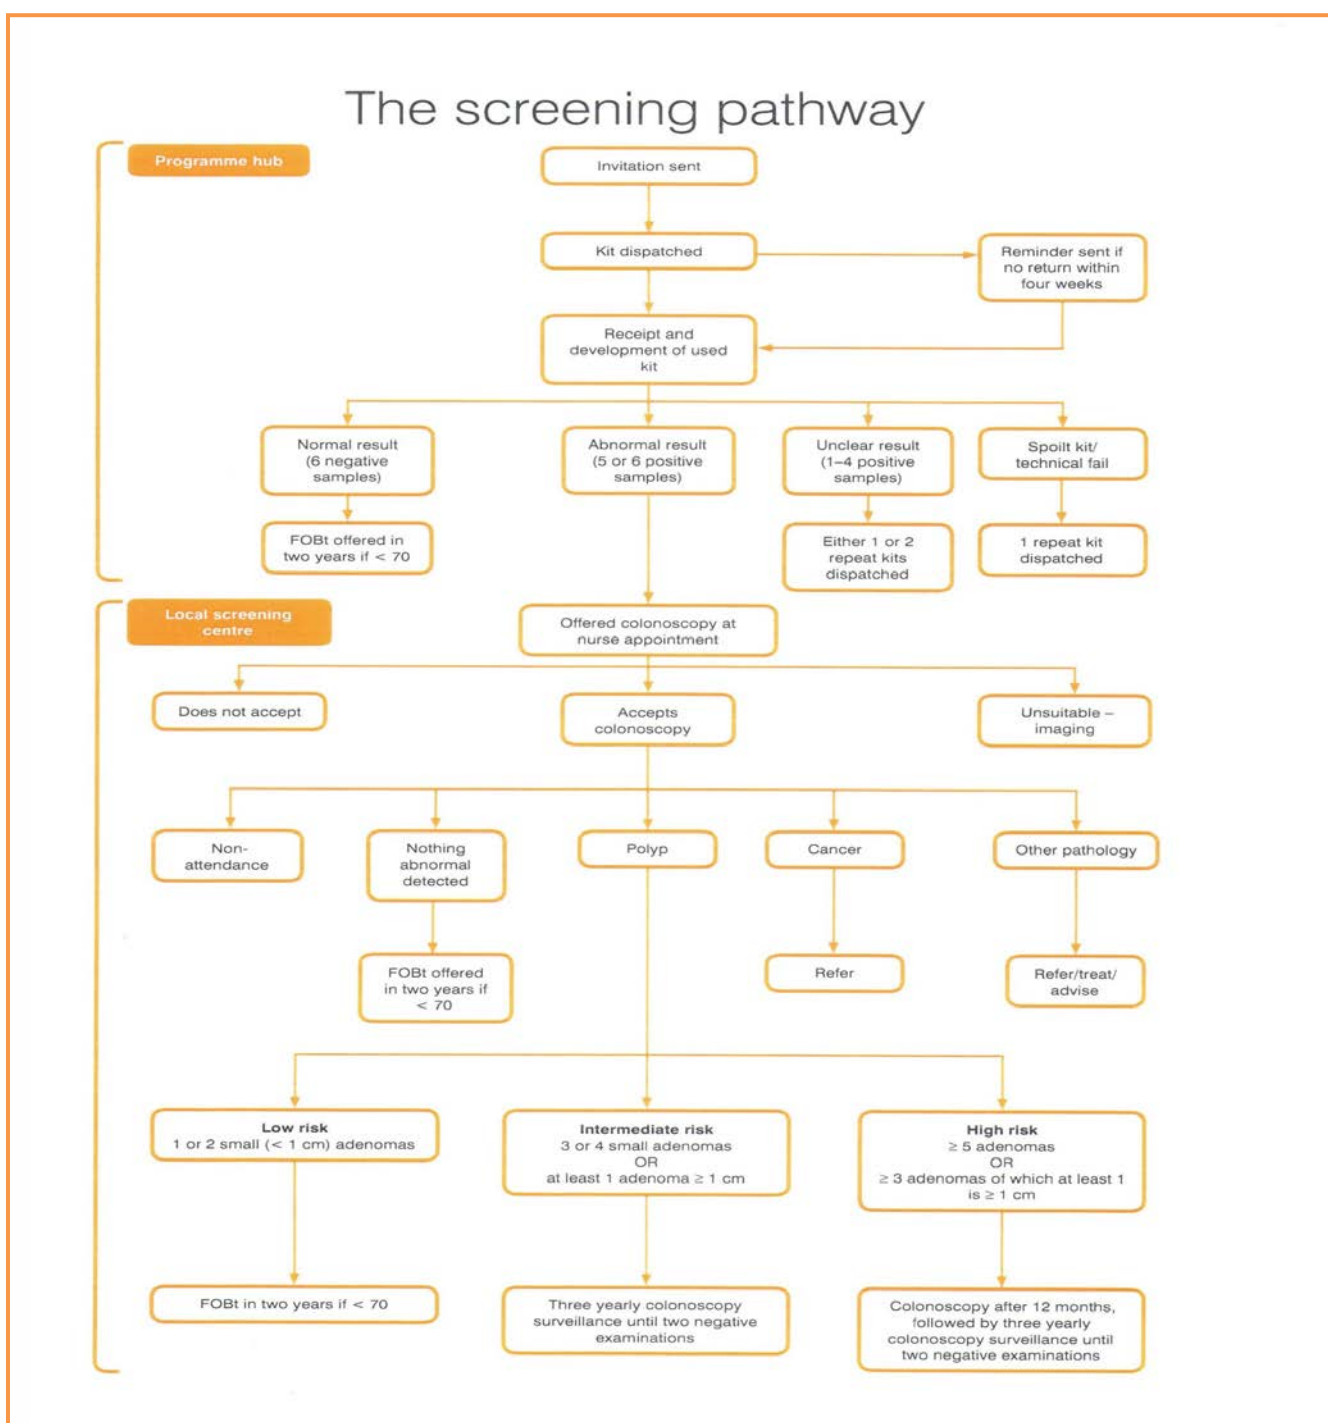 The screening pathway
Programme hub
Invitation sent
Kit dispatched
Reminder sent if
no return within
four weeks
Receipt and
development of used
kit
Normal result
(6 negative
samples)
Abnormal result
(5 or 6 positive
samples)
Unclear result
(1–4 positive
samples)
Spoilt kit/
technical fail
FOBt offered in
two years if < 70
Either 1 or 2
repeat kits
dispatched
1 repeat kit
dispatched
Local screening
centre
Offered colonoscopy at
nurse appointment
Does not accept
Accepts
colonoscopy
Unsuitable –
imaging
Non-
attendance
Nothing
abnormal
detected
Polyp
Cancer
Other pathology
FOBt offered
in two years if
< 70
Refer
Refer/treat/
advise
Low risk
1 or 2 small (< 1 cm) adenomas
Intermediate risk
3 or 4 small adenomas
OR
at least 1 adenoma ≥ 1 cm
High risk
≥ 5 adenomas
OR
≥ 3 adenomas of which at least 1
is ≥ 1 cm
FOBt in two years if < 70
Three yearly colonoscopy
surveillance until two negative
examinations
Colonoscopy after 12 months,
followed by three yearly
colonoscopy surveillance until
two negative examinations